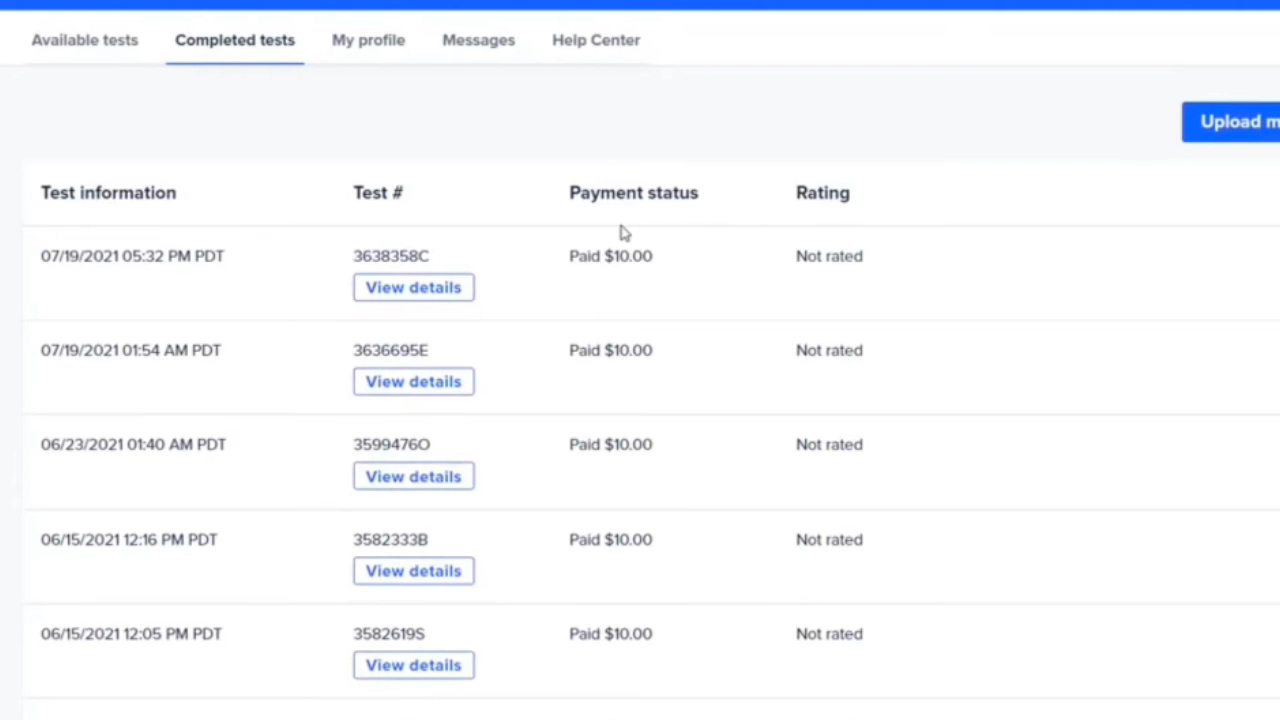 Available tests Completed tests My profile Messages Help Center
Upload m
Test information Test # Payment status Rating
07/19/2021 05:32 PM PDT 3638358C Paid $10.00 Not rated
View details
07/19/2021 01:54 AM PDT 3636695E Paid $10.00 Not rated
View details
06/23/2021 01:40 AM PDT 3599476O Paid $10.00 Not rated
View details
06/15/2021 12:16 PM PDT 3582333B Paid $10.00 Not rated
View details
06/15/2021 12:05 PM PDT 3582619S Paid $10.00 Not rated
View details